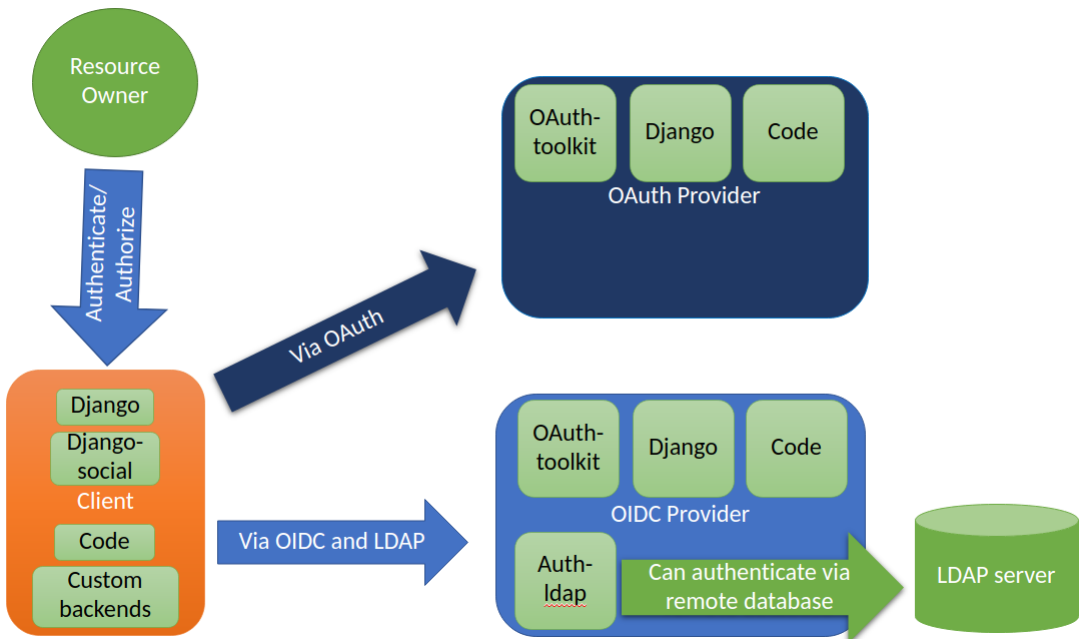 Resource
Owner
Authenticate/
Authorize
Django
Django-
social
Client
Code
Custom
backends
Via OAuth
OAuth-
toolkit
Django
Code
OAuth Provider
Via OIDC and LDAP
OAuth-
toolkit
Django
Code
OIDC Provider
Auth-
ldap
Can authenticate via
remote database
LDAP server